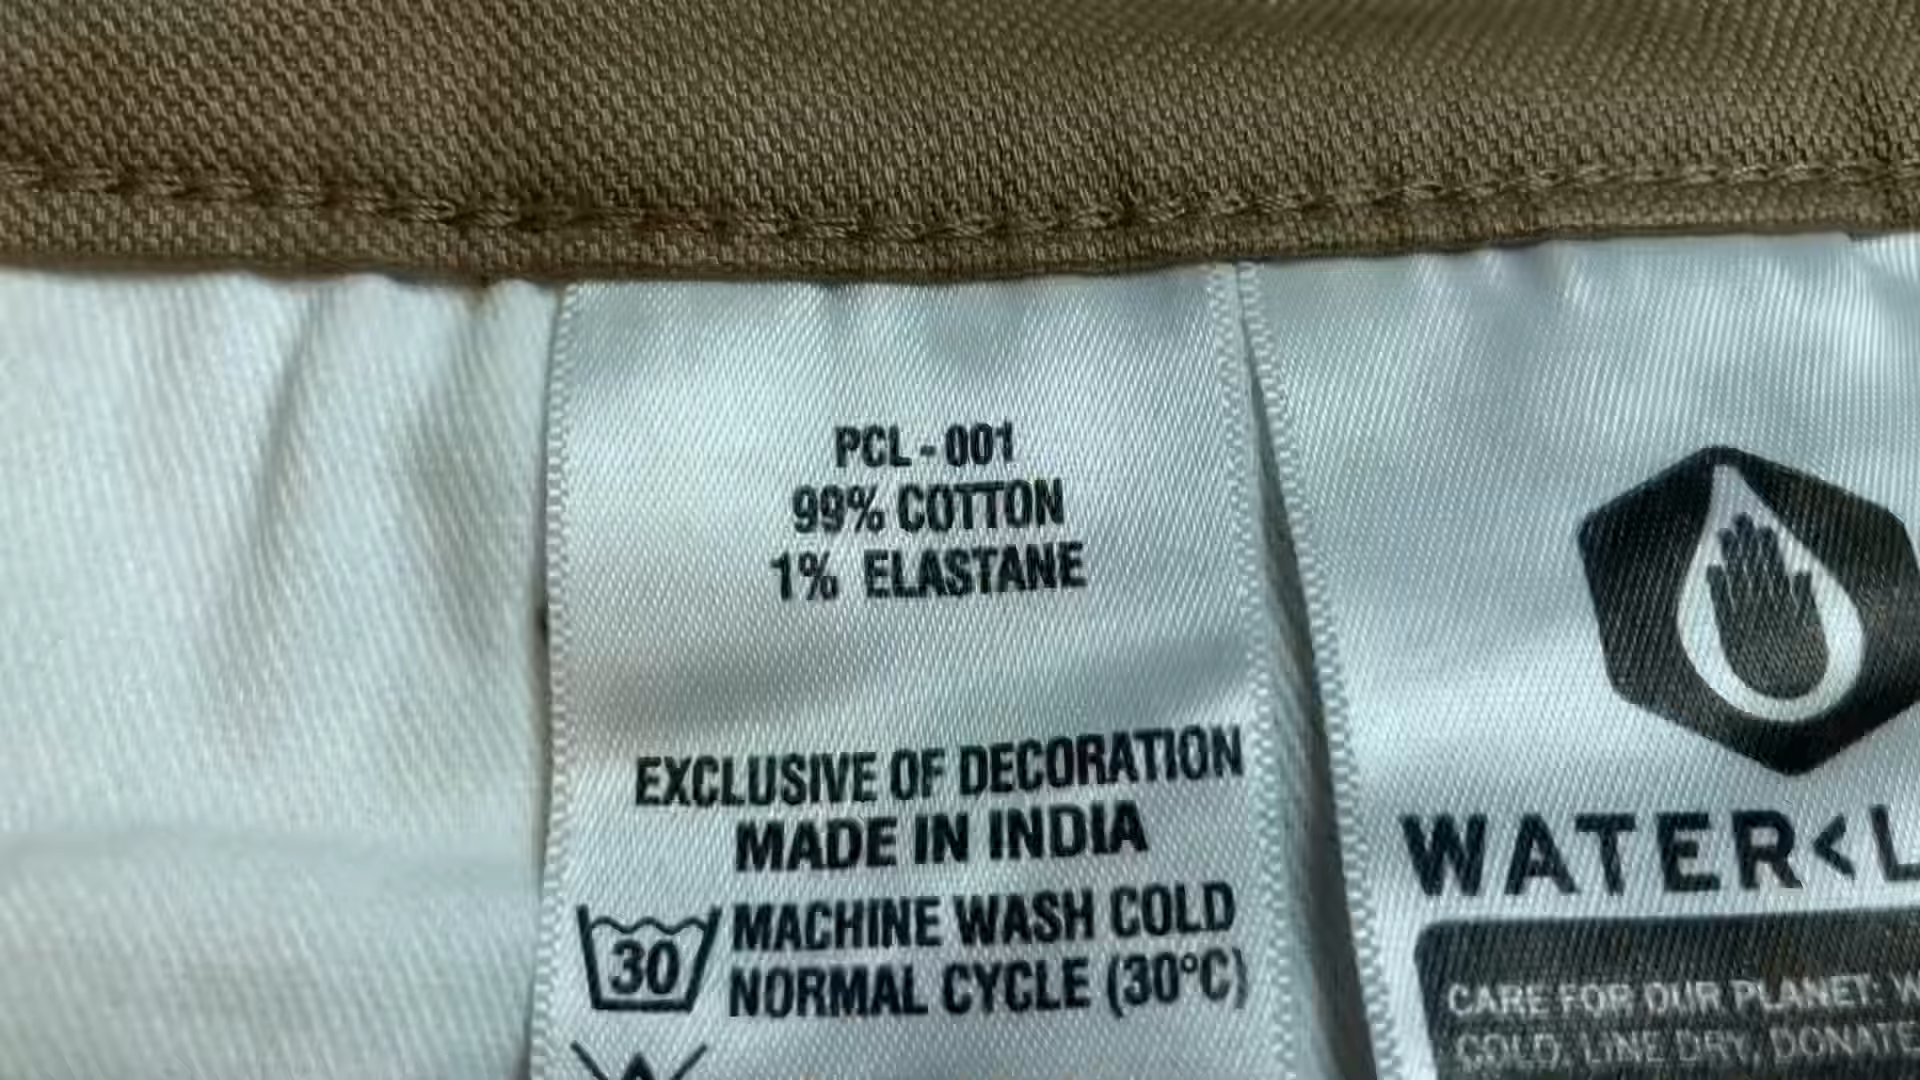 PCL - 001
99% COTTON
1% ELASTANE
EXCLUSIVE OF DECORATION
MADE IN INDIA
30
MACHINE WASH COLD
NORMAL CYCLE (30°C)
WATER<L
CARE FOR OUR PLANET: W
COLD, LINE DRY, DONATE